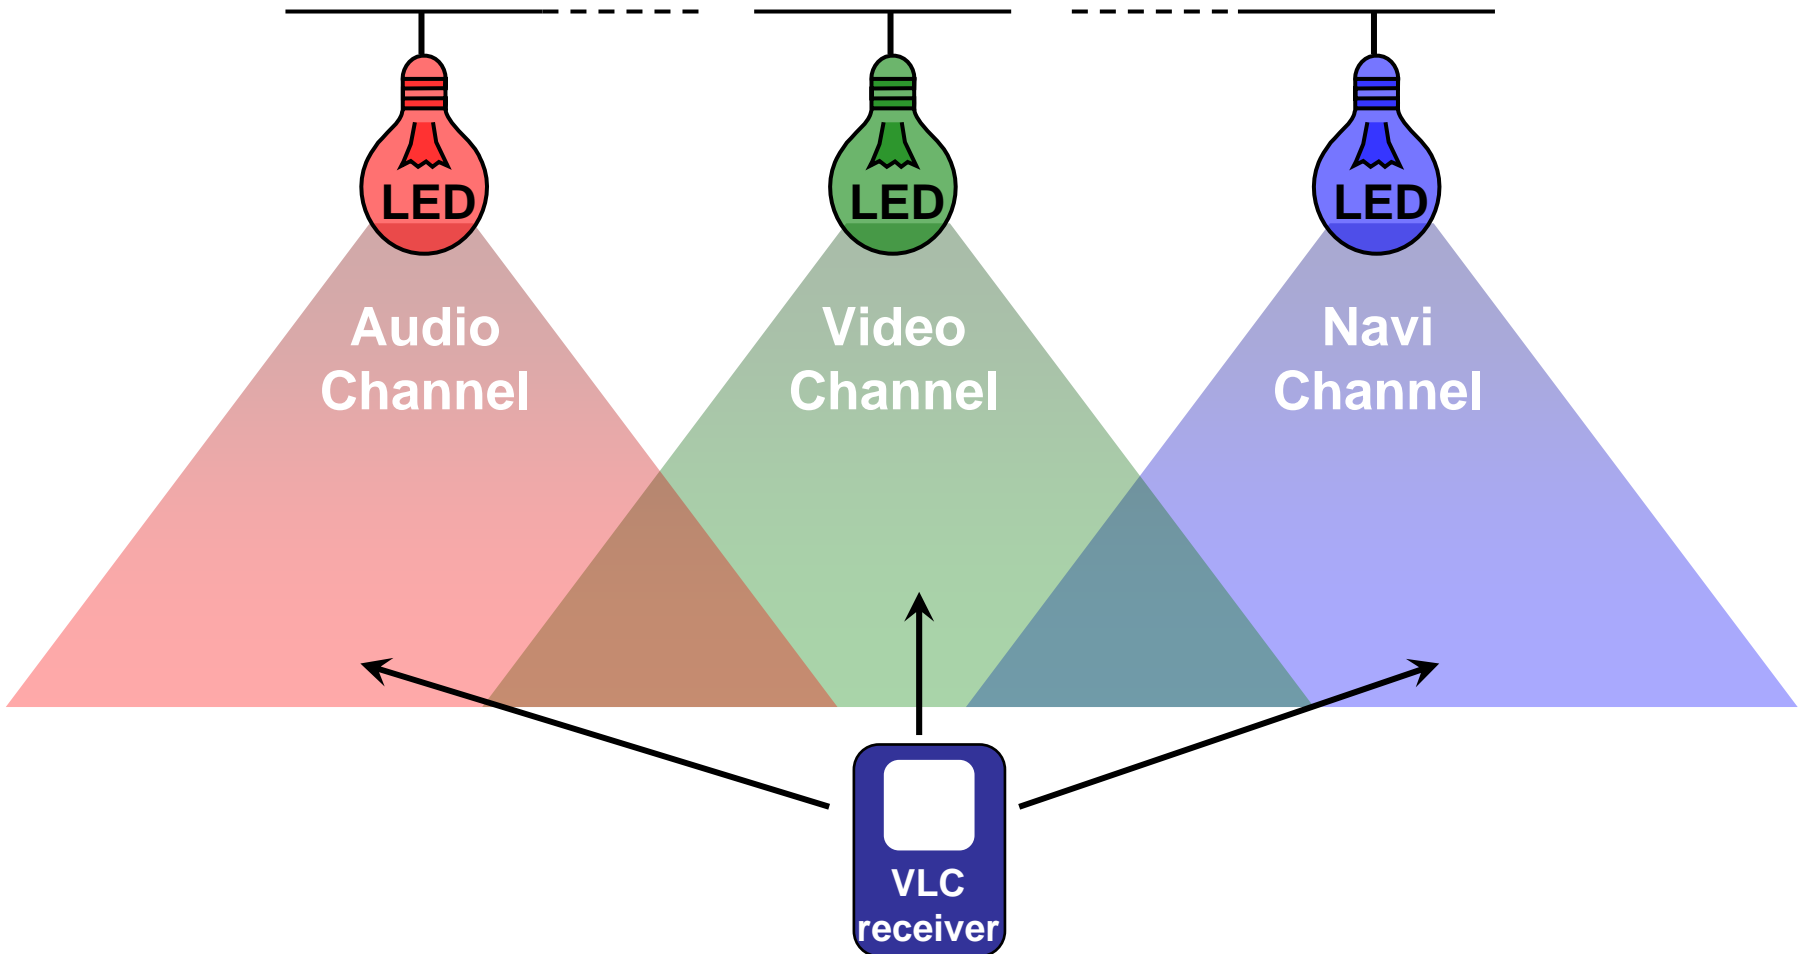 LED
LED
LED
Audio
Channel
Video
Channel
Navi
Channel
VLC
receiver